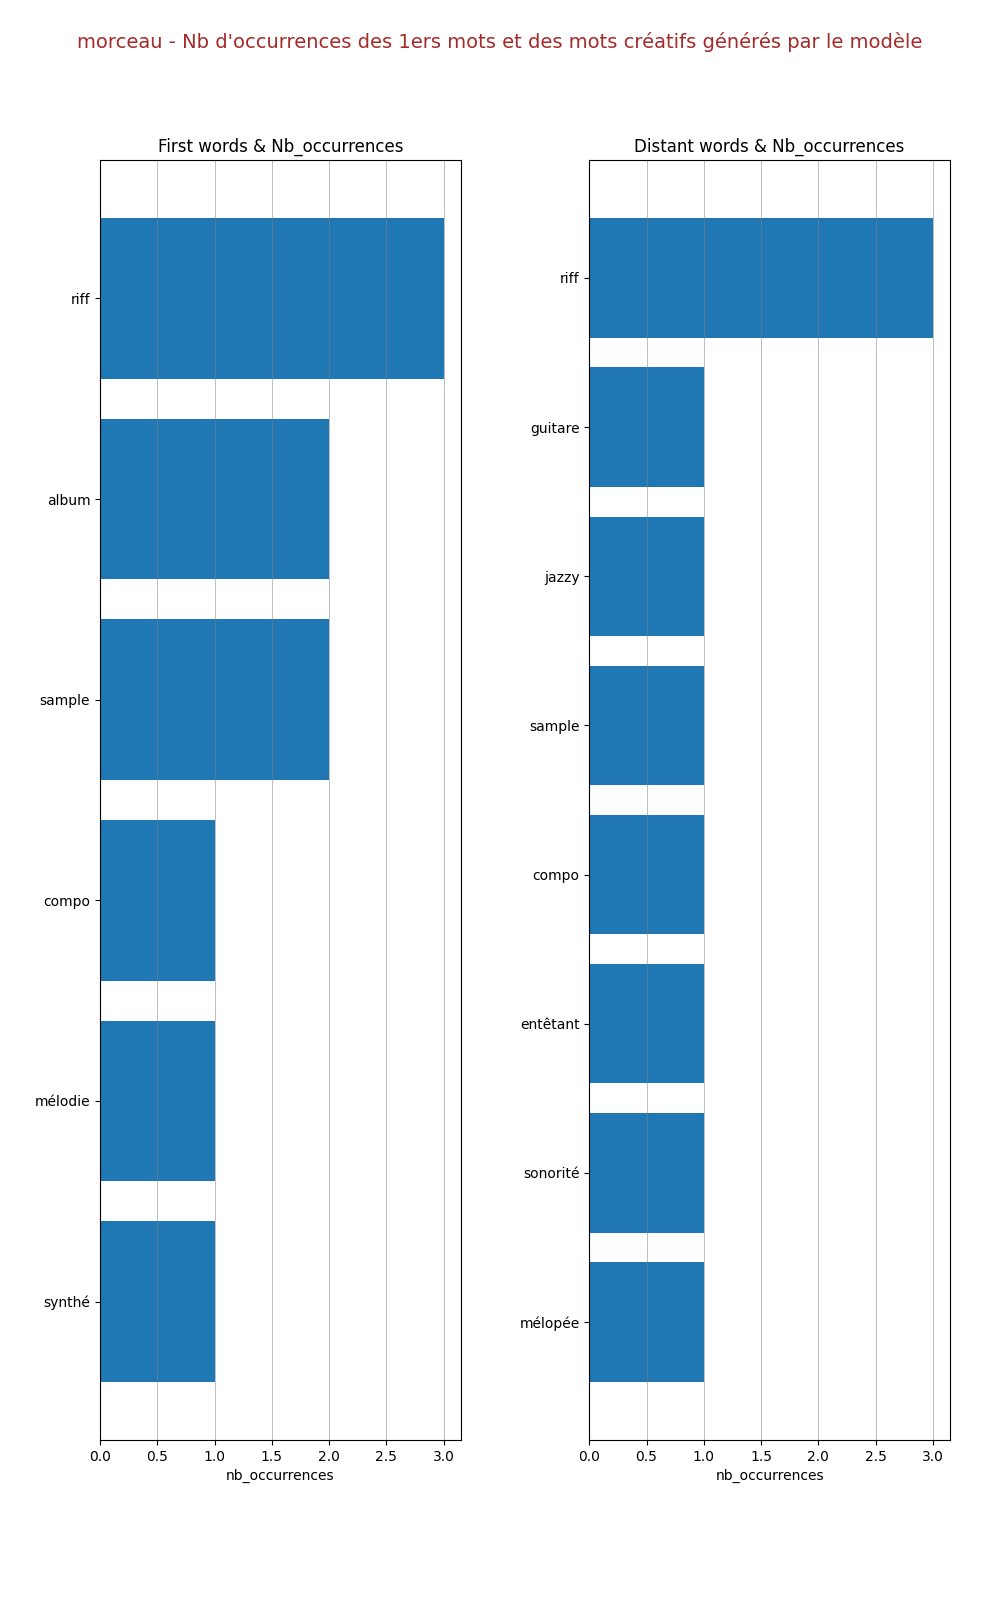 morceau - Nb d'occurrences des 1ers mots et des mots créatifs générés par le modèle
First words & Nb_occurrences
riff
album
sample
compo
mélodie
synthé
0.0 0.5 1.0 1.5 2.0 2.5 3.0
nb_occurrences
Distant words & Nb_occurrences
riff
guitare
jazzy
sample
compo
entêtant
sonorité
mélopée
0.0 0.5 1.0 1.5 2.0 2.5 3.0
nb_occurrences